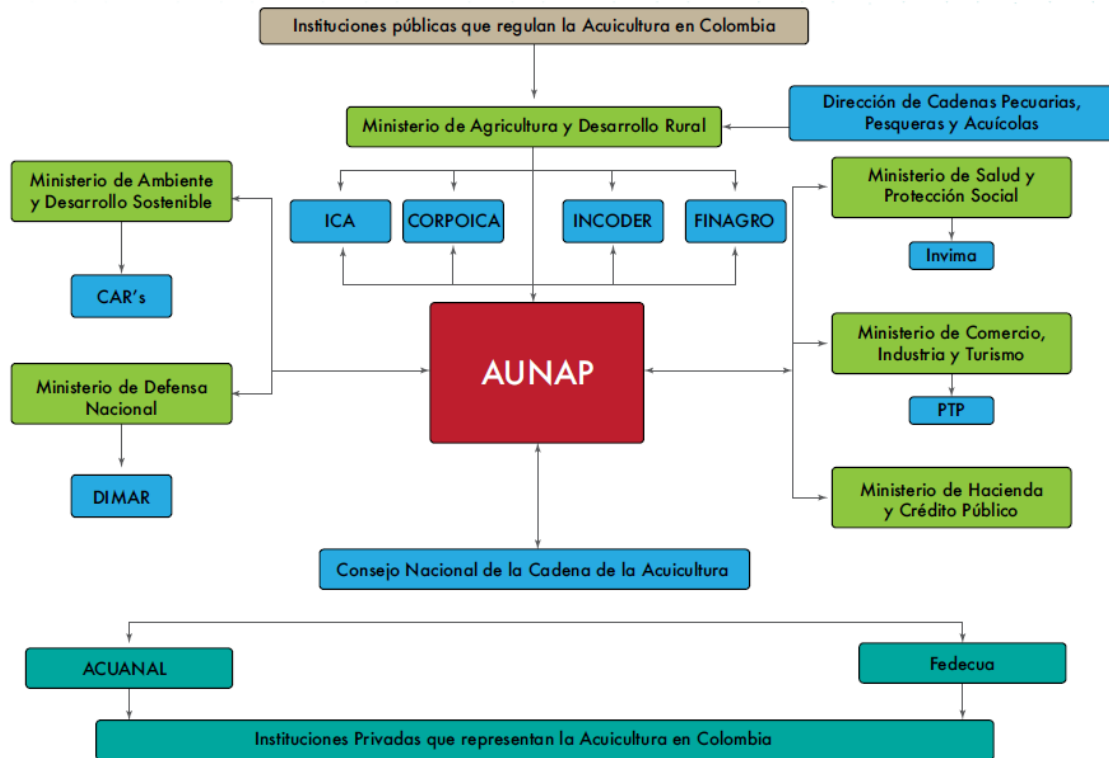 Instituciones públicas que regulan la Acuicultura en Colombia
Ministerio de Agricultura y Desarrollo Rural
Dirección de Cadenas Pecuarias,
Pesqueras y Acuícolas
Ministerio de Ambiente
y Desarrollo Sostenible
ICA
CORPOICA
INCODER
FINAGRO
Ministerio de Salud y
Protección Social
Invima
CAR's
AUNAP
Ministerio de Comercio,
Industria y Turismo
PTP
Ministerio de Defensa
Nacional
DIMAR
Ministerio de Hacienda
y Crédito Público
Consejo Nacional de la Cadena de la Acuicultura
ACUANAL
Fedecua
Instituciones Privadas que representan la Acuicultura en Colombia